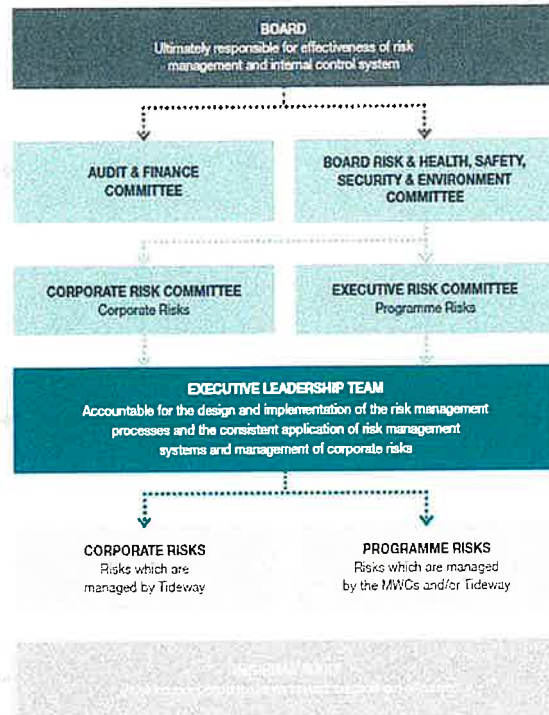 BOARD
Ultimately responsible for effectiveness of risk
management and internal control system
AUDIT & FINANCE
COMMITTEE
BOARD RISK & HEALTH, SAFETY,
SECURITY & ENVIRONMENT
COMMITTEE
CORPORATE RISK COMMITTEE
Corporate Risks
EXECUTIVE RISK COMMITTEE
Programme Risks
EXECUTIVE LEADERSHIP TEAM
Accountable for the design and implementation of the risk management
processes and the consistent application of risk management
systems and management of corporate risks
CORPORATE RISKS
Risks which are
managed by Tideway
PROGRAMME RISKS
Risks which are managed
by the MWCs and/or Tideway